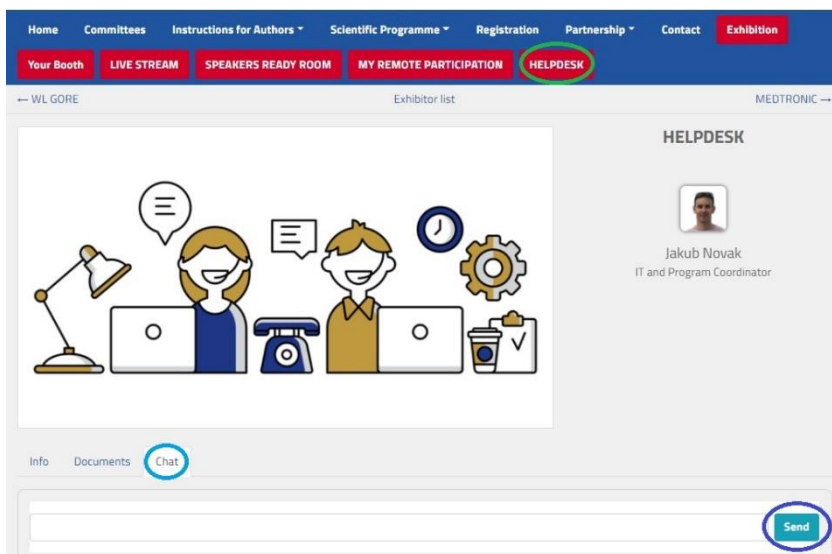 Home Committees Instructions for Authors Scientific Programme Registration Partnership Contact Exhibition
Your Booth LIVE STREAM SPEAKERS READY ROOM MY REMOTE PARTICIPATION HELPDESK
← WL GORE Exhibitor list MEDTRONIC →
HELPDESK
Jakub Novak
IT and Program Coordinator
Info Documents Chat
Send